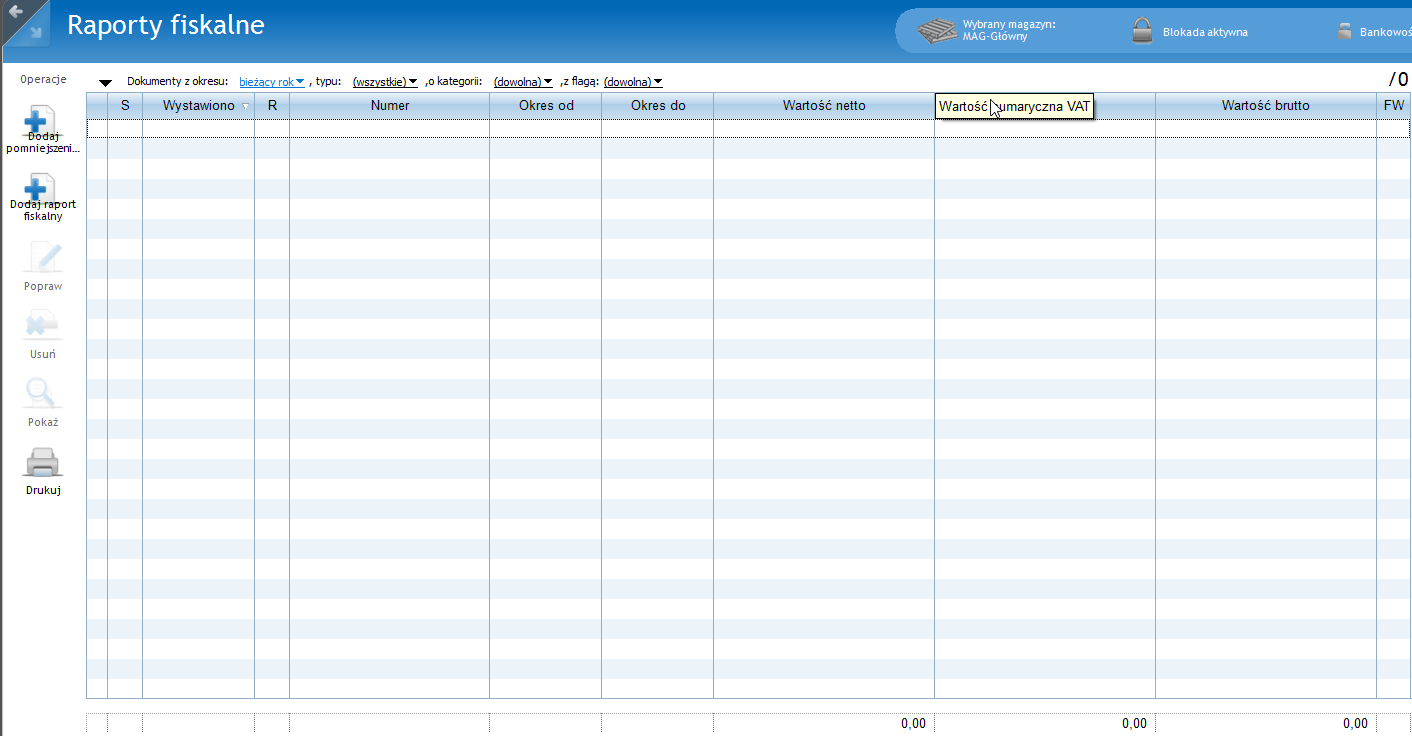 Raporty fiskalne
Wybrany magazyn:
MAG-Główny
Blokada aktywna
Bankowoś
Operacje
Dokumenty z okresu: bieżący rok , typu: (wszystkie) ,o kategorii: (dowolna) ,z flagą: (dowolna)
/0
S Wystawiono R Numer Okres od Okres do Wartość netto Wartość umaryczna VAT Wartość brutto FW
Dodaj
pomniejszeni...
Dodaj raport
fiskalny
Popraw
Usuń
Pokaż
Drukuj
0,00 0,00 0,00